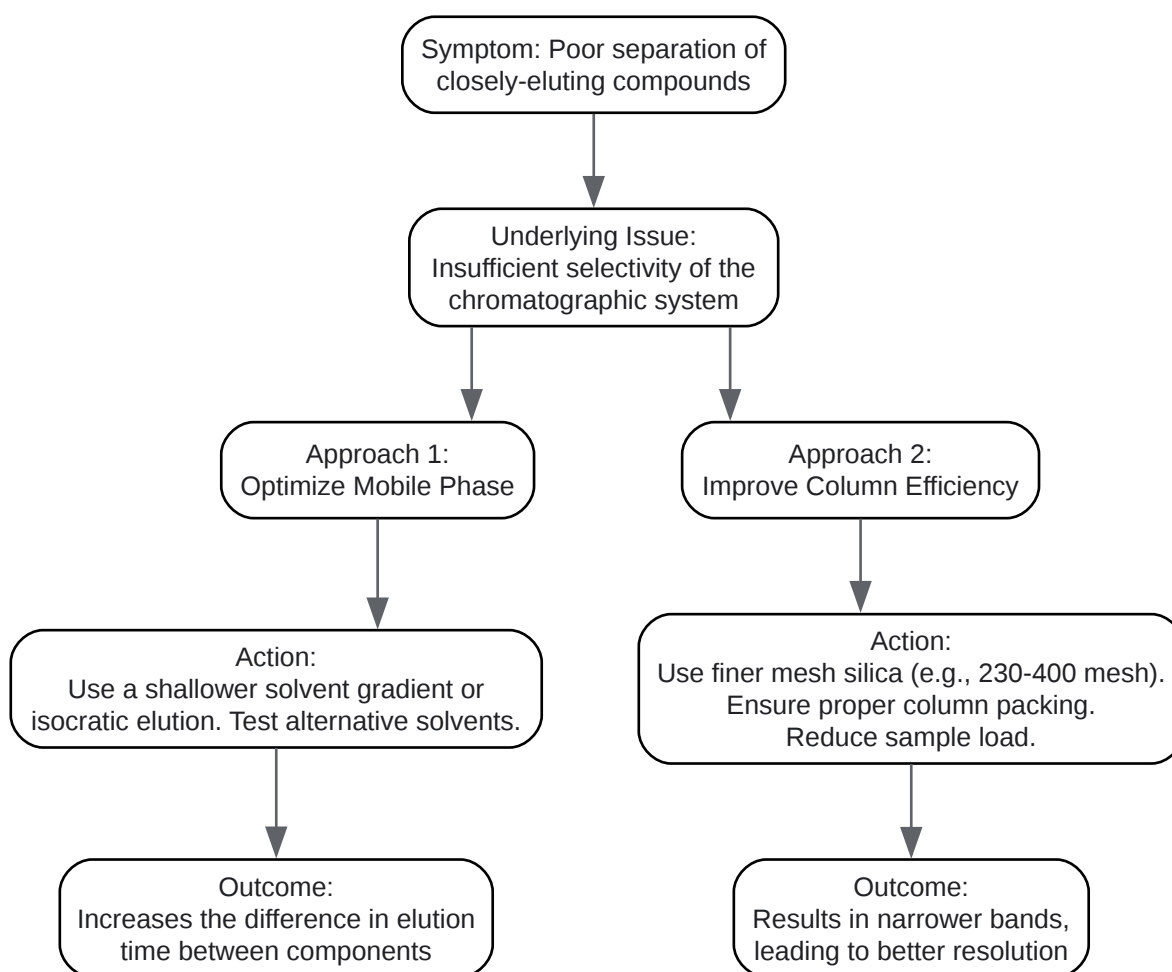 Symptom: Poor separation of
closely-eluting compounds
Underlying Issue:
Insufficient selectivity of the
chromatographic system
Approach 1:
Optimize Mobile Phase
Approach 2:
Improve Column Efficiency
Action:
Use a shallower solvent gradient or
isocratic elution. Test alternative solvents.
Action:
Use finer mesh silica (e.g., 230-400 mesh).
Ensure proper column packing.
Reduce sample load.
Outcome:
Increases the difference in elution
time between components
Outcome:
Results in narrower bands,
leading to better resolution